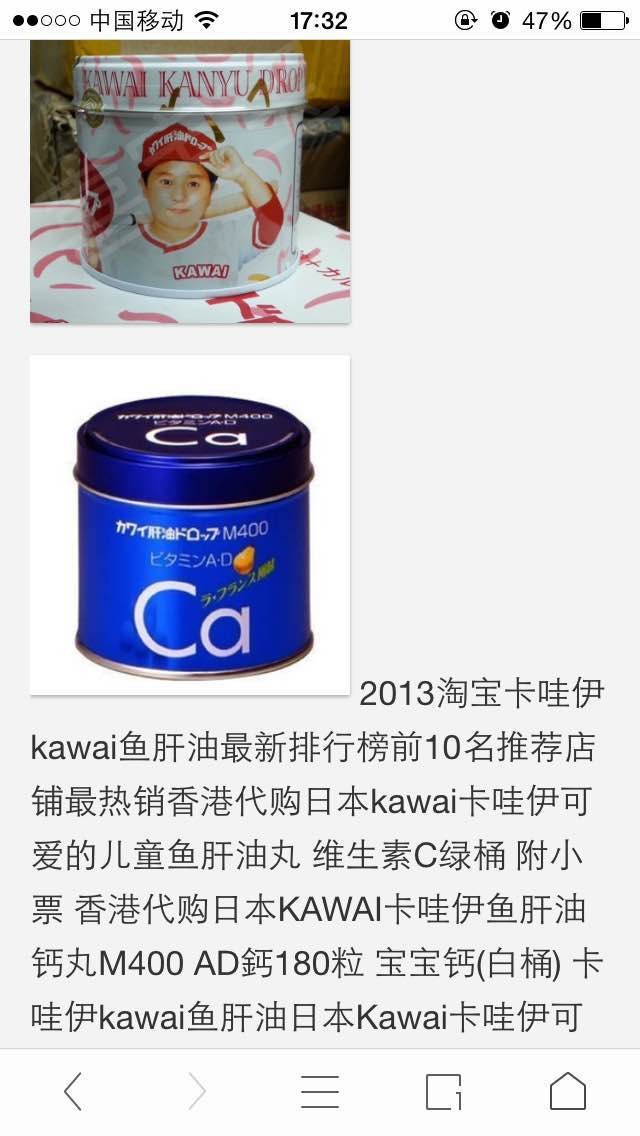 中国移动
17:32
47%
KAWAI KANYU DROP
カワイ肝油ドロップ
KAWAI
カワイ肝油ドロップM400
ビタミンA·D
Ca
カワイ肝油ドロップM400
ビタミンA·D
ラ·フランス風味
Ca
2013淘宝卡哇伊
kawai鱼肝油最新排行榜前10名推荐店
铺最热销香港代购日本kawai卡哇伊可
爱的儿童鱼肝油丸 维生素C绿桶 附小
票 香港代购日本KAWAI卡哇伊鱼肝油
钙丸M400 AD鈣180粒 宝宝钙(白桶) 卡
哇伊kawai鱼肝油日本Kawai卡哇伊可
1